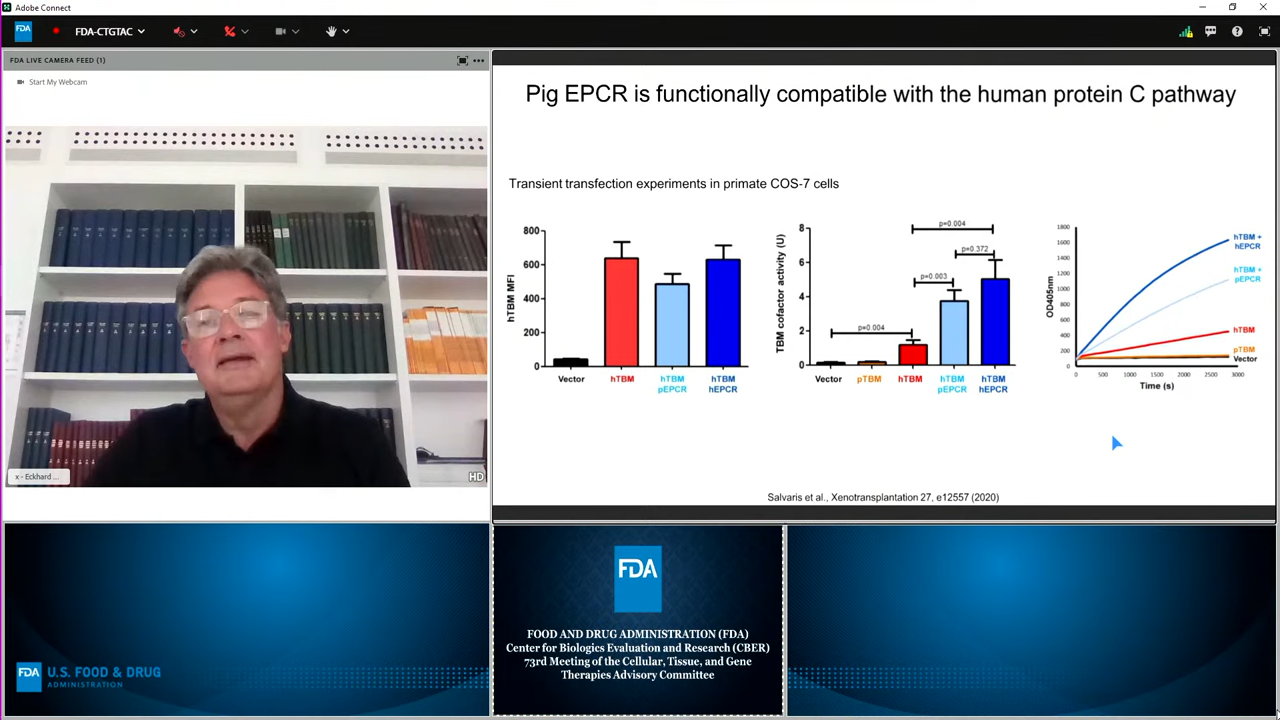 Adobe Connect
FDA
FDA-CTGTAC
FDA LIVE CAMERA FEED (1)
Start My Webcam
x - Eckhard ...
HD
Pig EPCR is functionally compatible with the human protein C pathway
Transient transfection experiments in primate COS-7 cells
hTBM MFI
800
600
400
200
0
Vector
hTBM
hTBM
pEPCR
hTBM
hEPCR
TBM cofactor activity (U)
8
6
4
2
0
p=0.004
p=0.372
p=0.003
p=0.004
Vector
pTBM
hTBM
hTBM
pEPCR
hTBM
hEPCR
OD405nm
1800
1600
1400
1200
1000
800
600
400
200
0
0
500
1000
1500
2000
2500
3000
Time (s)
hTBM +
hEPCR
hTBM +
pEPCR
hTBM
pTBM
Vector
Salvaris et al., Xenotransplantation 27, e12557 (2020)
FDA
U.S. FOOD & DRUG
ADMINISTRATION
FDA
FOOD AND DRUG ADMINISTRATION (FDA)
Center for Biologics Evaluation and Research (CBER)
73rd Meeting of the Cellular, Tissue, and Gene
Therapies Advisory Committee